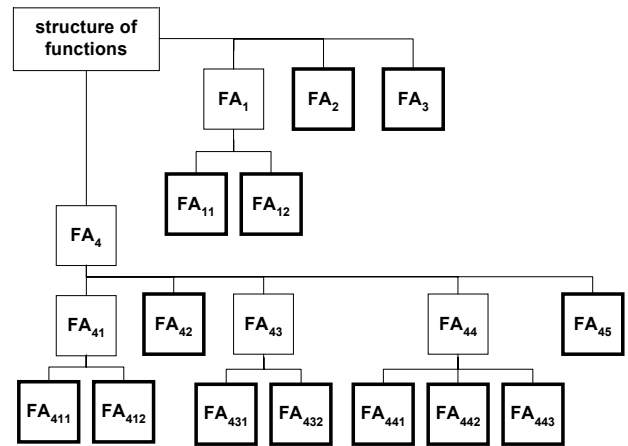 structure of
functions
FA₁
FA₂
FA₃
FA₁₁
FA₁₂
FA₄
FA₄₁
FA₄₂
FA₄₃
FA₄₄
FA₄₅
FA₄₁₁
FA₄₁₂
FA₄₃₁
FA₄₃₂
FA₄₄₁
FA₄₄₂
FA₄₄₃